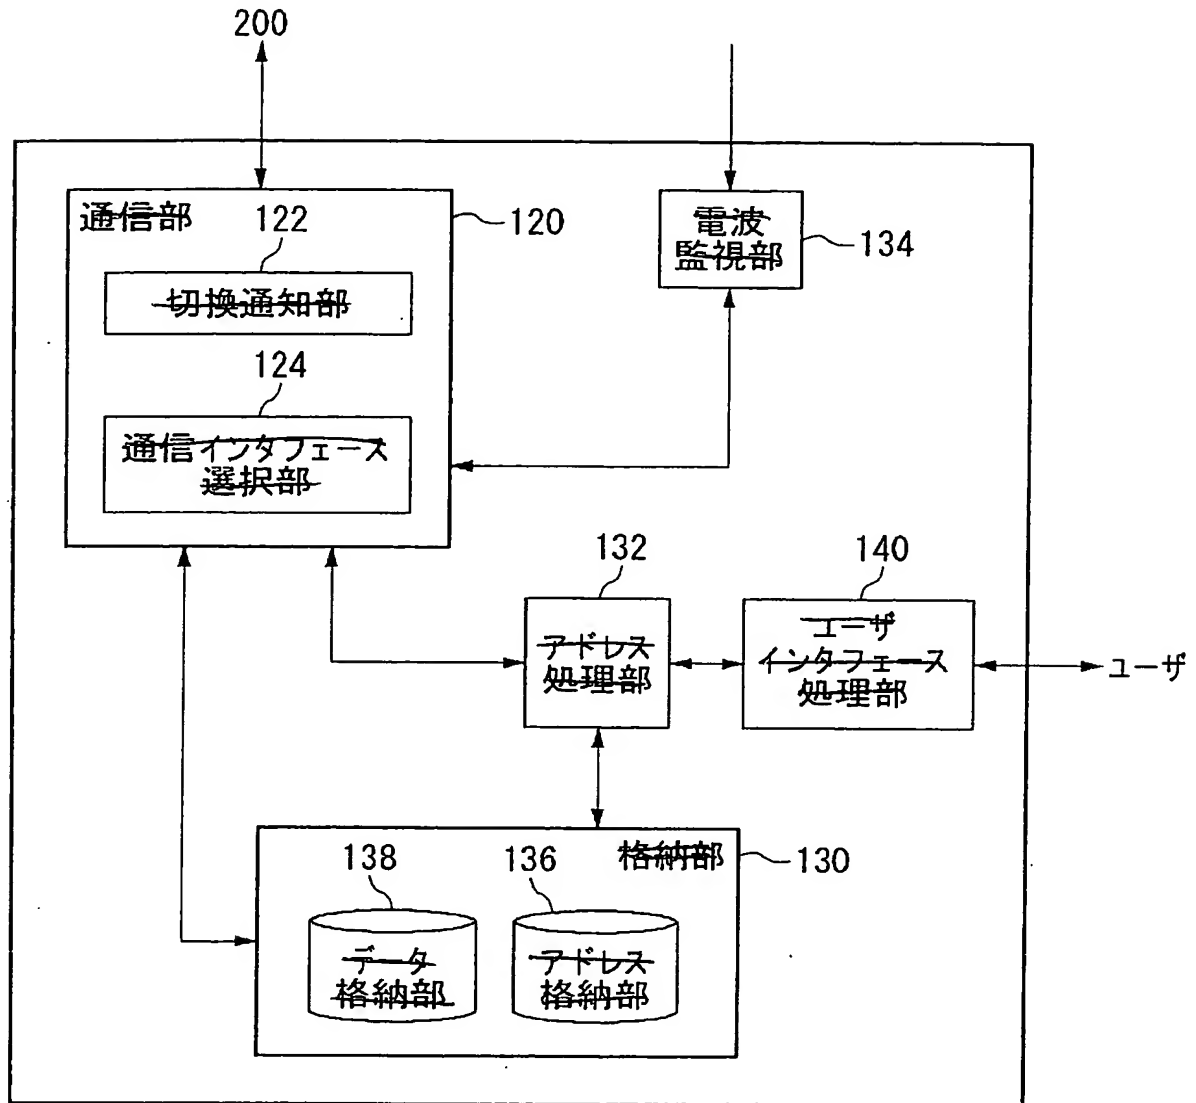 200
通信部
122
120
切換通知部
124
通信インタフェース
選択部
電波
監視部
134
132
アドレス
処理部
140
ユーザ
インタフェース
処理部
ユーザ
格納部
130
138
データ
格納部
136
アドレス
格納部